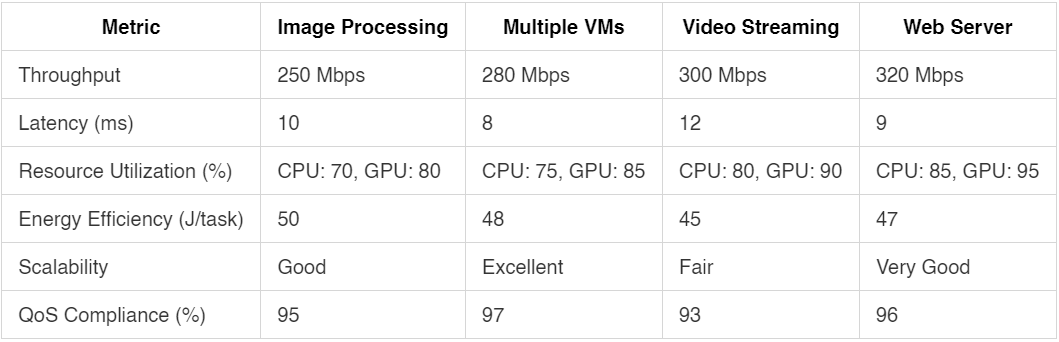 Metric Image Processing Multiple VMs Video Streaming Web Server
Throughput 250 Mbps 280 Mbps 300 Mbps 320 Mbps
Latency (ms) 10 8 12 9
Resource Utilization (%) CPU: 70, GPU: 80 CPU: 75, GPU: 85 CPU: 80, GPU: 90 CPU: 85, GPU: 95
Energy Efficiency (J/task) 50 48 45 47
Scalability Good Excellent Fair Very Good
QoS Compliance (%) 95 97 93 96